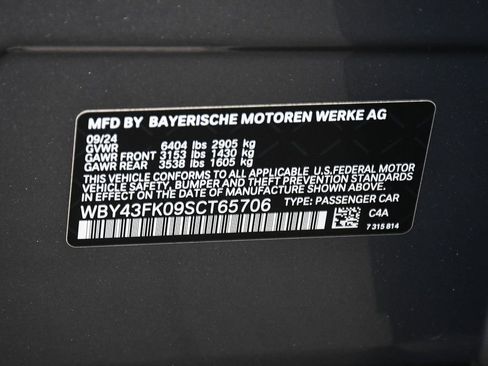 MFD BY BAYERISCHE MOTOREN WERKE AG
09/24
GVWR 6404 lbs 2905 kg
GAWR FRONT 3153 lbs 1430 kg
GAWR REAR 3538 lbs 1605 kg
THIS VEHICLE CONFORMS TO ALL APPLICABLE U.S.FEDERAL MOTOR
VEHICLE SAFETY, BUMPER AND THEFT PREVENTION STANDARDS
IN EFFECT ON THE DATE OF MANUFACTURE SHOWN ABOVE.
WBY43FK09SCT65706 TYPE: PASSENGER CAR
C4A
7 315 814